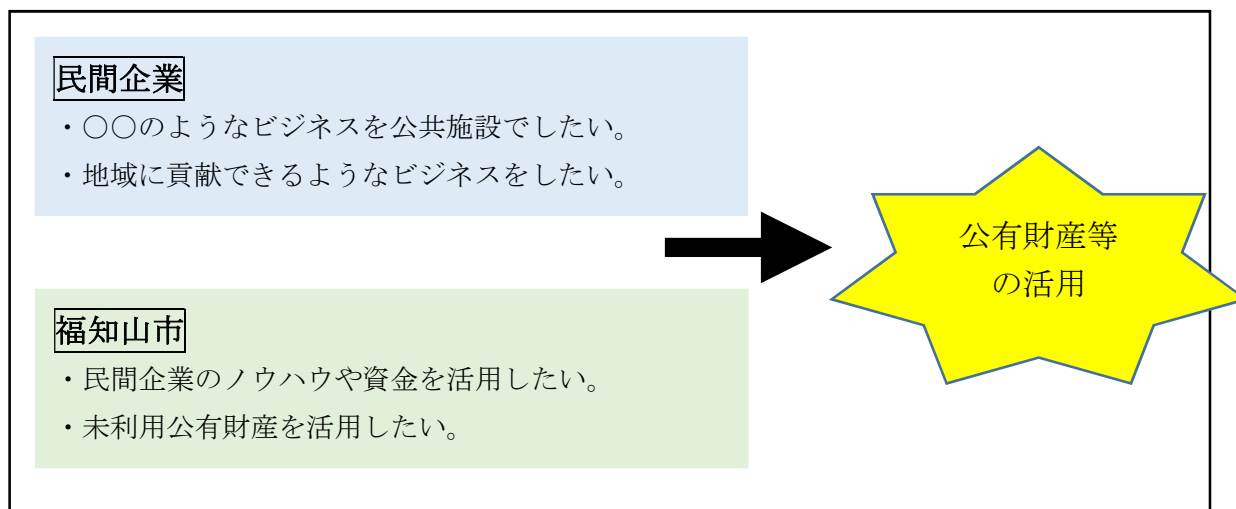 民間企業
・○○のようなビジネスを公共施設でしたい。
・地域に貢献できるようなビジネスをしたい。
福知山市
・民間企業のノウハウや資金を活用したい。
・未利用公有財産を活用したい。
公有財産等
の活用